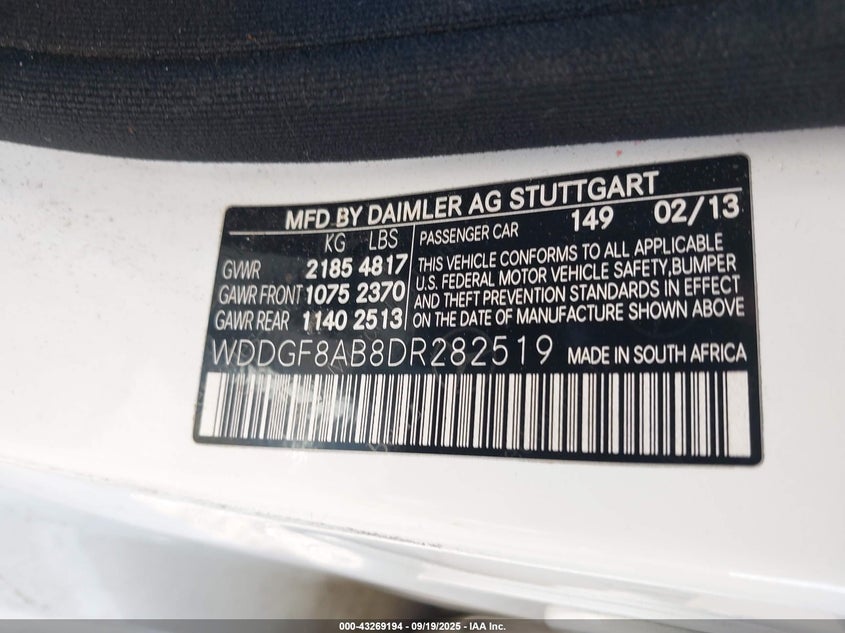 MFD BY DAIMLER AG STUTTGART
KG LBS
GVWR 2185 4817
GAWR FRONT 1075 2370
GAWR REAR 1140 2513
PASSENGER CAR 149 02/13
THIS VEHICLE CONFORMS TO ALL APPLICABLE
U.S. FEDERAL MOTOR VEHICLE SAFETY,BUMPER
AND THEFT PREVENTION STANDARDS IN EFFECT
ON THE DATE OF MANUFACTURE SHOWN ABOVE
WDDGF8AB8DR282519 MADE IN SOUTH AFRICA
000-43269194 - 09/19/2025 - IAA Inc.